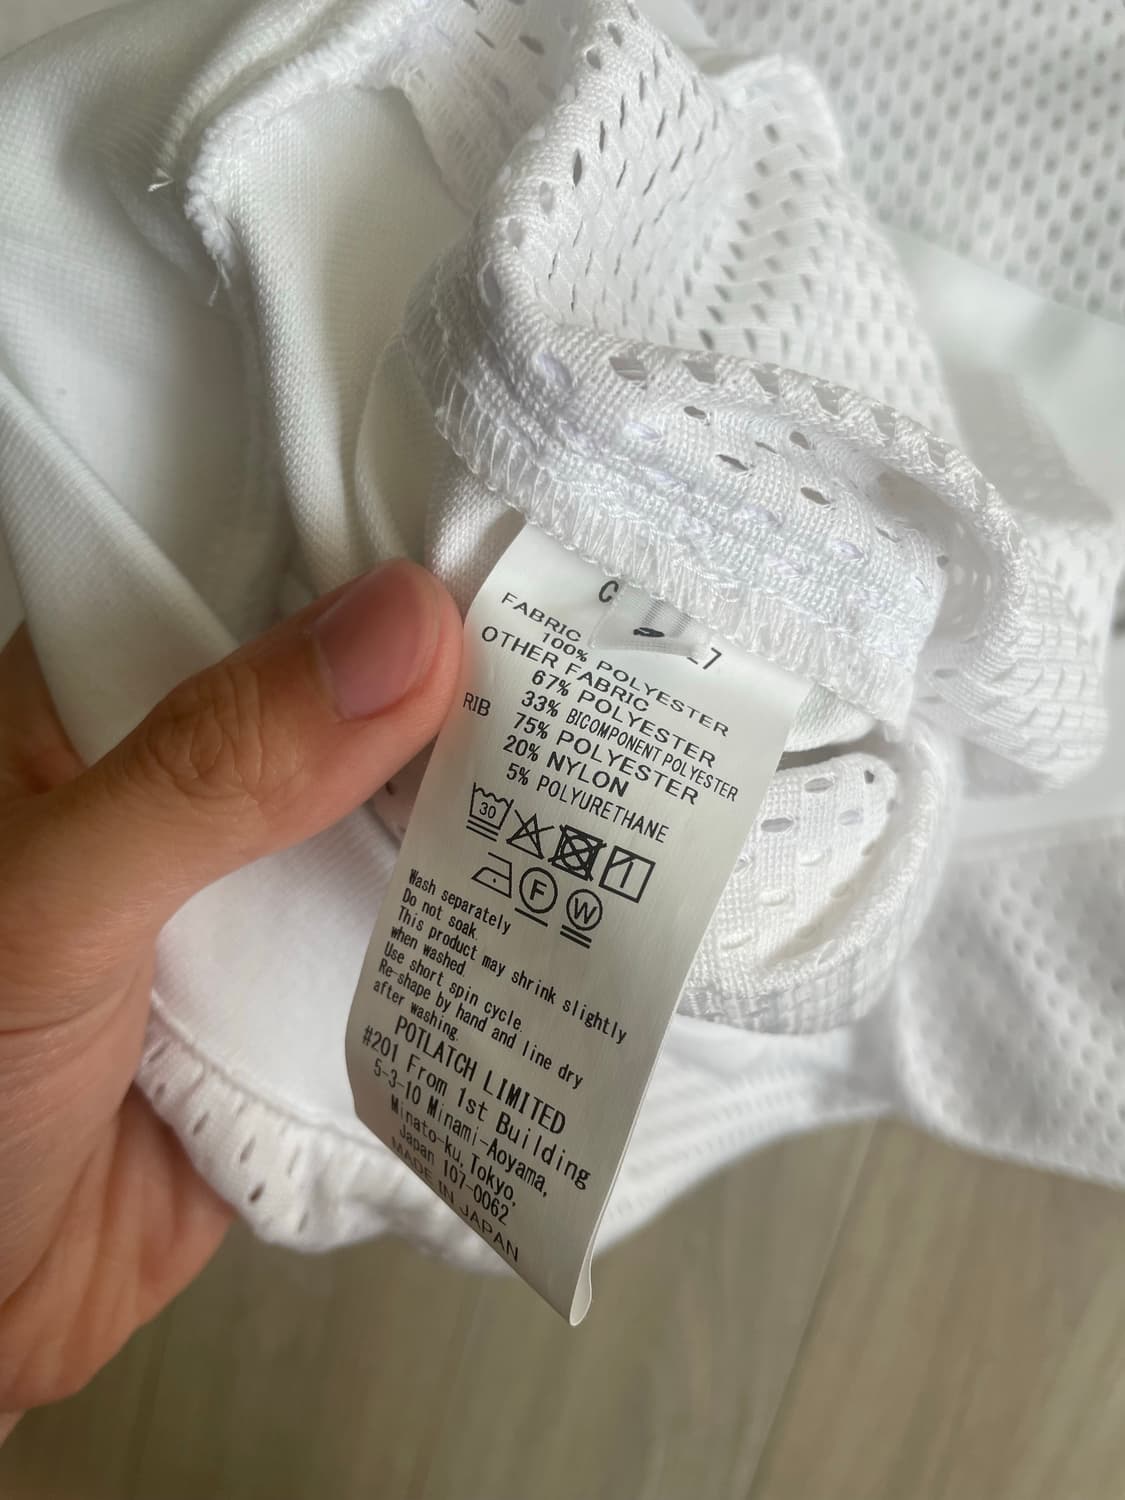 FABRIC
100% POLYESTER
OTHER FABRIC
67% POLYESTER
33% BICOMPONENT POLYESTER
RIB 75% POLYESTER
20% NYLON
5% POLYURETHANE
30
F W
Wash separately
Do not soak.
This product may shrink slightly
when washed.
Use short spin cycle.
Re-shape by hand and line dry
after washing.
POTLATCH LIMITED
#201 From 1st Building
5-3-10 Minami-Aoyama,
Minato-ku, Tokyo,
Japan 107-0062
MADE IN JAPAN